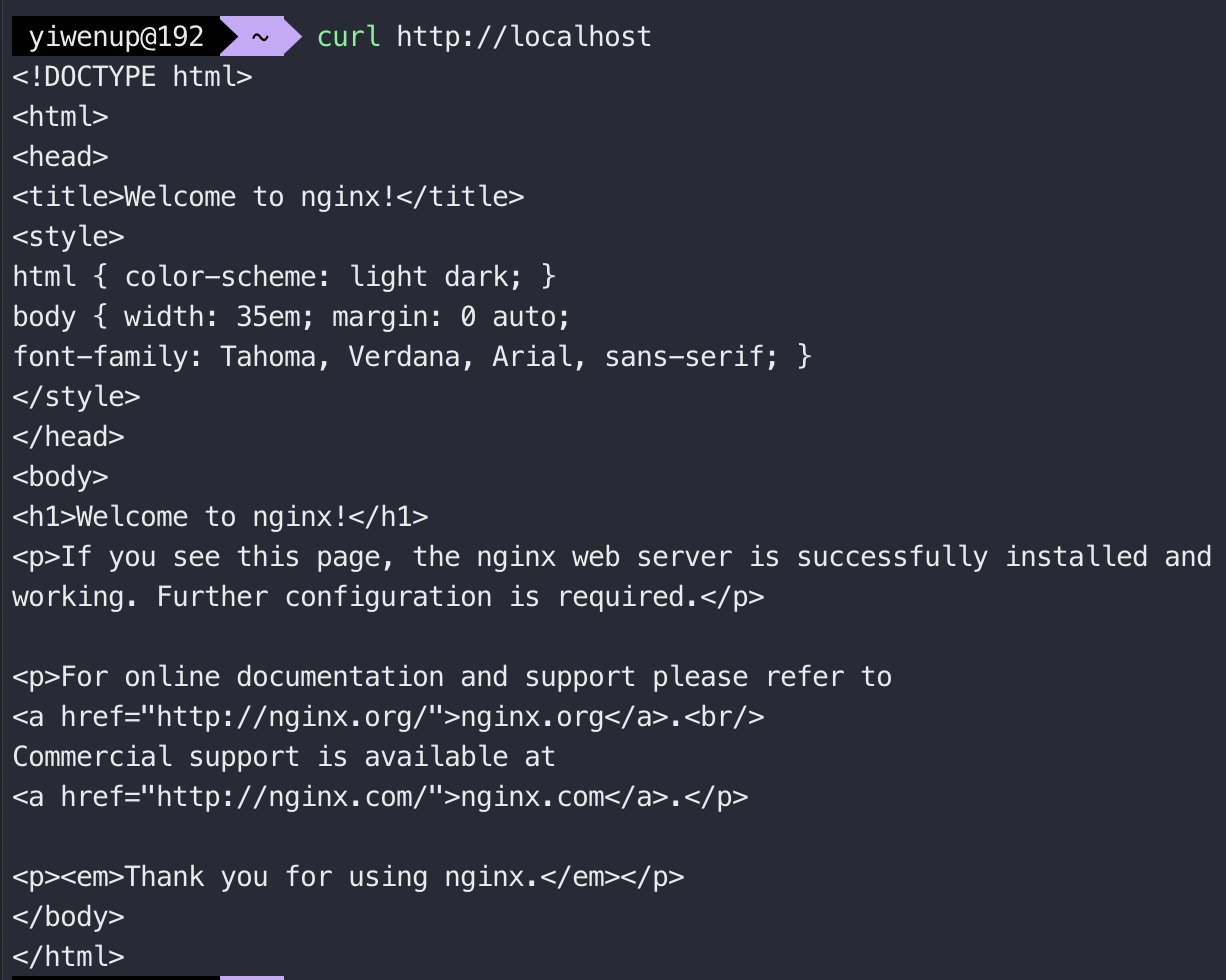 yiwenup@192 ~ curl http://localhost
<!DOCTYPE html>
<html>
<head>
<title>Welcome to nginx!</title>
<style>
html { color-scheme: light dark; }
body { width: 35em; margin: 0 auto;
font-family: Tahoma, Verdana, Arial, sans-serif; }
</style>
</head>
<body>
<h1>Welcome to nginx!</h1>
<p>If you see this page, the nginx web server is successfully installed and
working. Further configuration is required.</p>

<p>For online documentation and support please refer to
<a href="http://nginx.org/">nginx.org</a>.<br/>
Commercial support is available at
<a href="http://nginx.com/">nginx.com</a>.</p>

<p><em>Thank you for using nginx.</em></p>
</body>
</html>